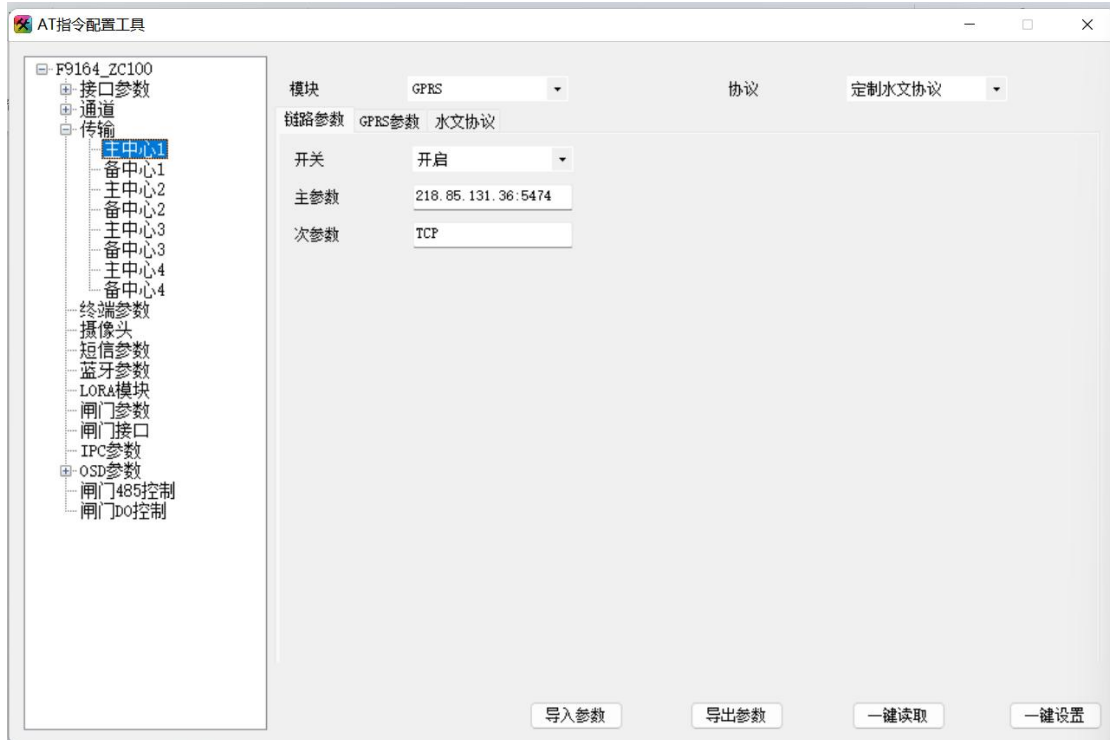 AT指令配置工具
F9164_ZC100
接口参数
通道
传输
主中心1
备中心1
主中心2
备中心2
主中心3
备中心3
主中心4
备中心4
终端参数
摄像头
短信参数
蓝牙参数
LORA模块
闸门参数
闸门接口
IPC参数
OSD参数
闸门485控制
闸门DO控制
模块 GPRS 协议 定制水文协议
链路参数 GPRS参数 水文协议
开关 开启
主参数 218.85.131.36:5474
次参数 TCP
导入参数 导出参数 一键读取 一键设置